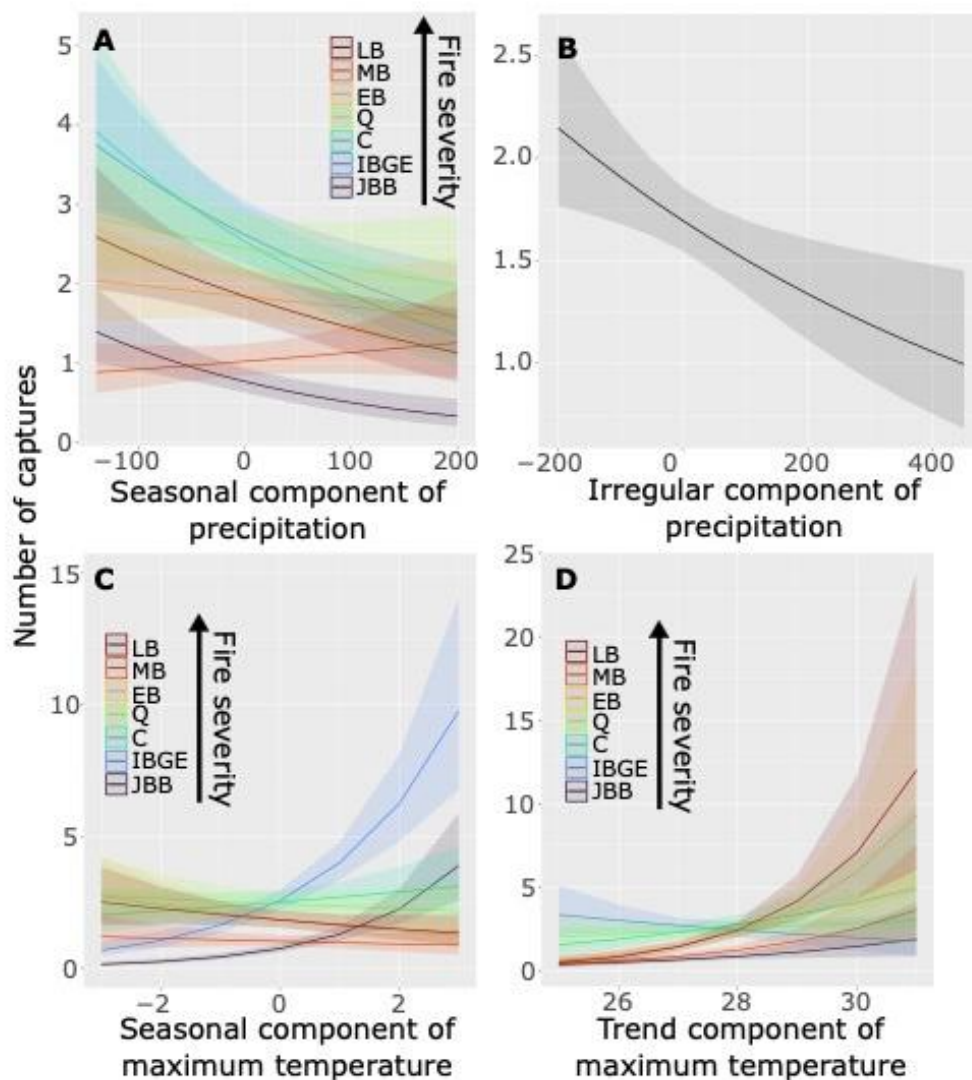 Number of captures
A
5
4
3
2
1
0
LB
MB
EB
Q
C
IBGE
JBB
Fire severity
−100
0
100
200
Seasonal component of
precipitation
B
2.5
2.0
1.5
1.0
−200
0
200
400
Irregular component of
precipitation
C
15
10
5
0
LB
MB
EB
Q
C
IBGE
JBB
Fire severity
−2
0
2
Seasonal component of
maximum temperature
D
25
20
15
10
5
0
LB
MB
EB
Q
C
IBGE
JBB
Fire severity
26
28
30
Trend component of
maximum temperature